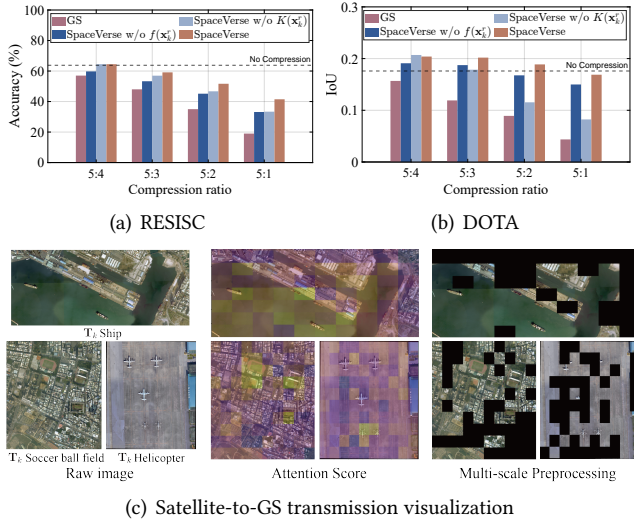 GS
SpaceVerse w/o K(x_k^r)
SpaceVerse w/o f(x_k^r)
SpaceVerse
No Compression
Accuracy (%)
100
80
60
40
20
0
5:4 5:3 5:2 5:1
Compression ratio
(a) RESISC
GS
SpaceVerse w/o K(x_k^r)
SpaceVerse w/o f(x_k^r)
SpaceVerse
No Compression
IoU
0.3
0.2
0.1
0
5:4 5:3 5:2 5:1
Compression ratio
(b) DOTA
T_k Ship
T_k Soccer ball field T_k Helicopter
Raw image Attention Score Multi-scale Preprocessing
(c) Satellite-to-GS transmission visualization